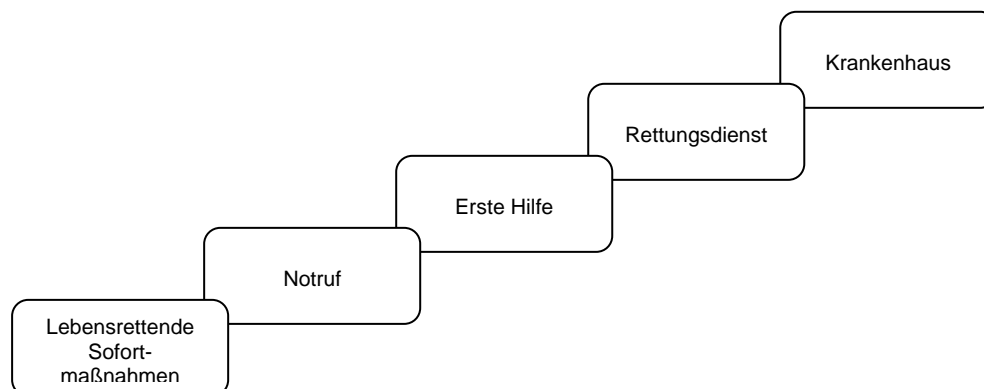 Krankenhaus
Rettungsdienst
Erste Hilfe
Notruf
Lebensrettende
Sofort-
maßnahmen